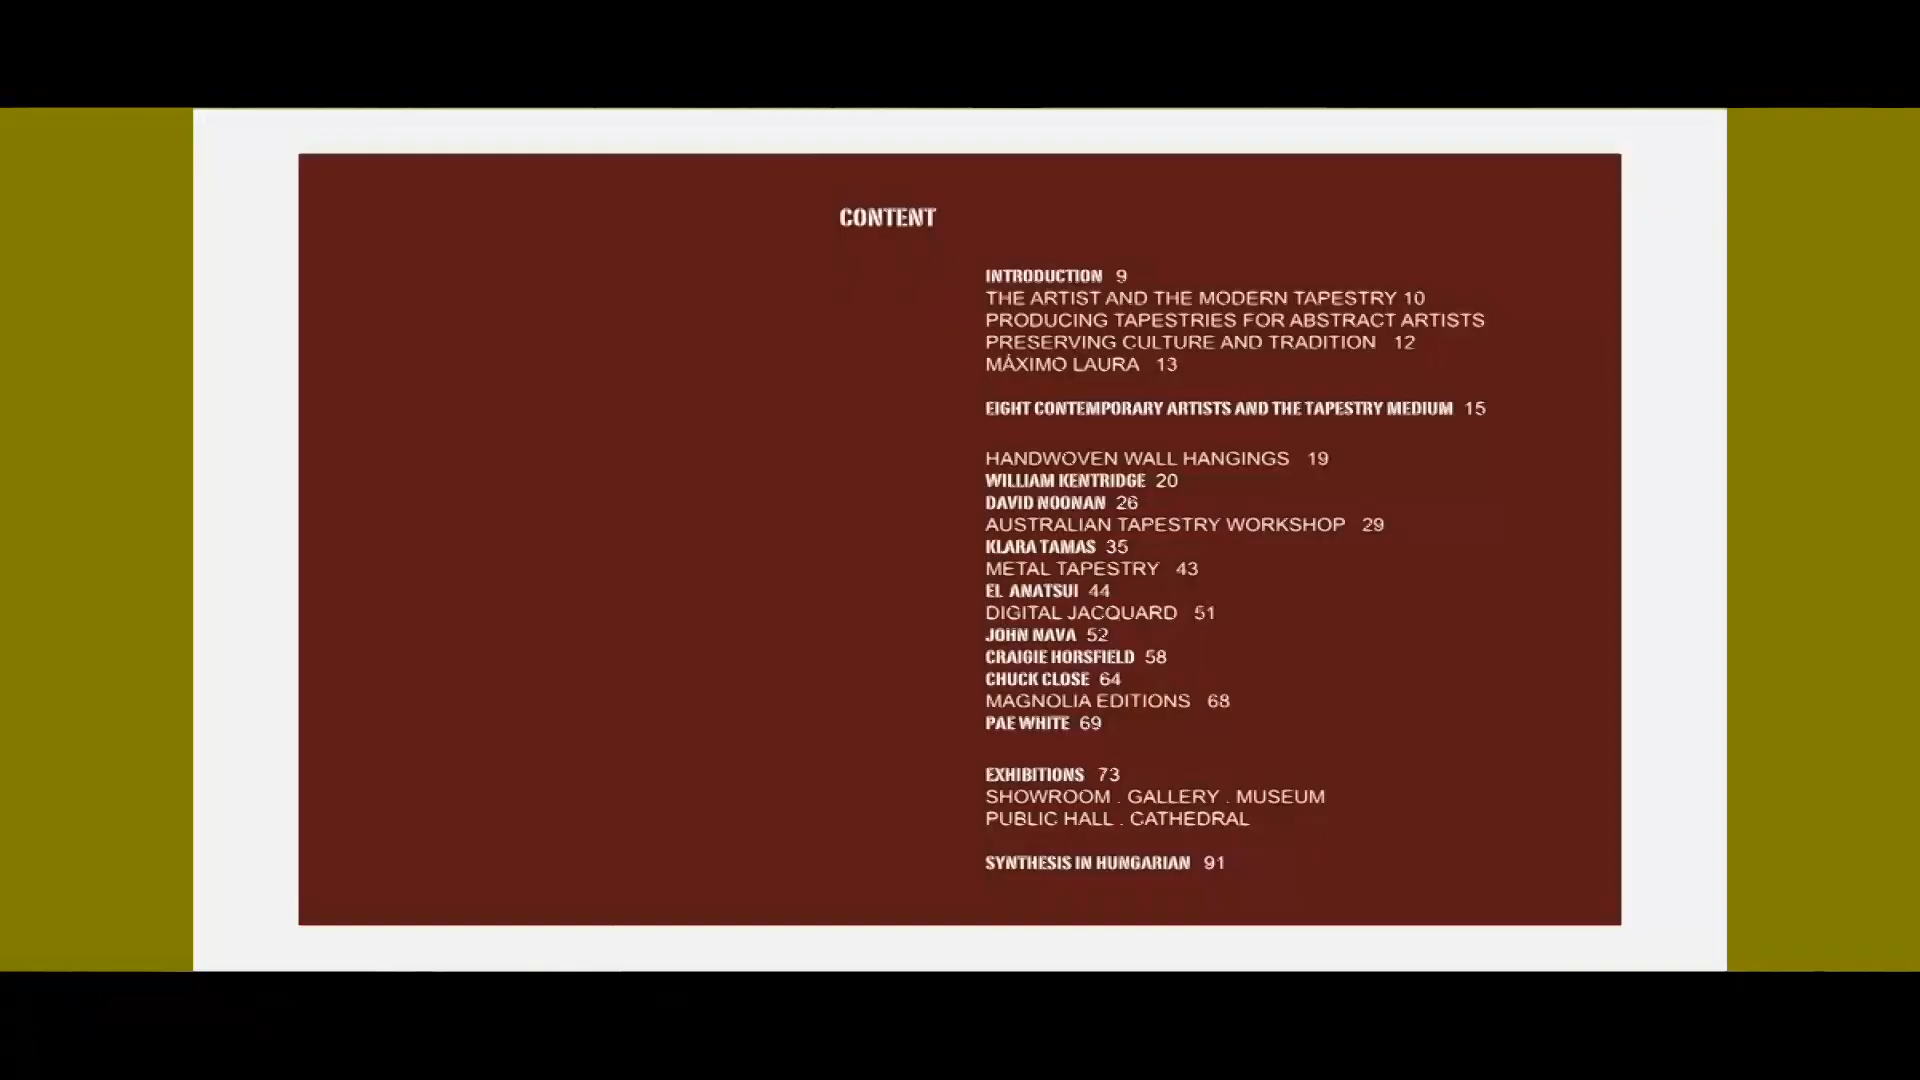 CONTENT
INTRODUCTION 9
THE ARTIST AND THE MODERN TAPESTRY 10
PRODUCING TAPESTRIES FOR ABSTRACT ARTISTS
PRESERVING CULTURE AND TRADITION 12
MÁXIMO LAURA 13
EIGHT CONTEMPORARY ARTISTS AND THE TAPESTRY MEDIUM 15
HANDWOVEN WALL HANGINGS 19
WILLIAM KENTRIDGE 20
DAVID NOONAN 26
AUSTRALIAN TAPESTRY WORKSHOP 29
KLARA TAMAS 35
METAL TAPESTRY 43
EL ANATSUI 44
DIGITAL JACQUARD 51
JOHN NAVA 52
CRAIGIE HORSFIELD 58
CHUCK CLOSE 64
MAGNOLIA EDITIONS 68
PAE WHITE 69
EXHIBITIONS 73
SHOWROOM . GALLERY . MUSEUM
PUBLIC HALL . CATHEDRAL
SYNTHESIS IN HUNGARIAN 91